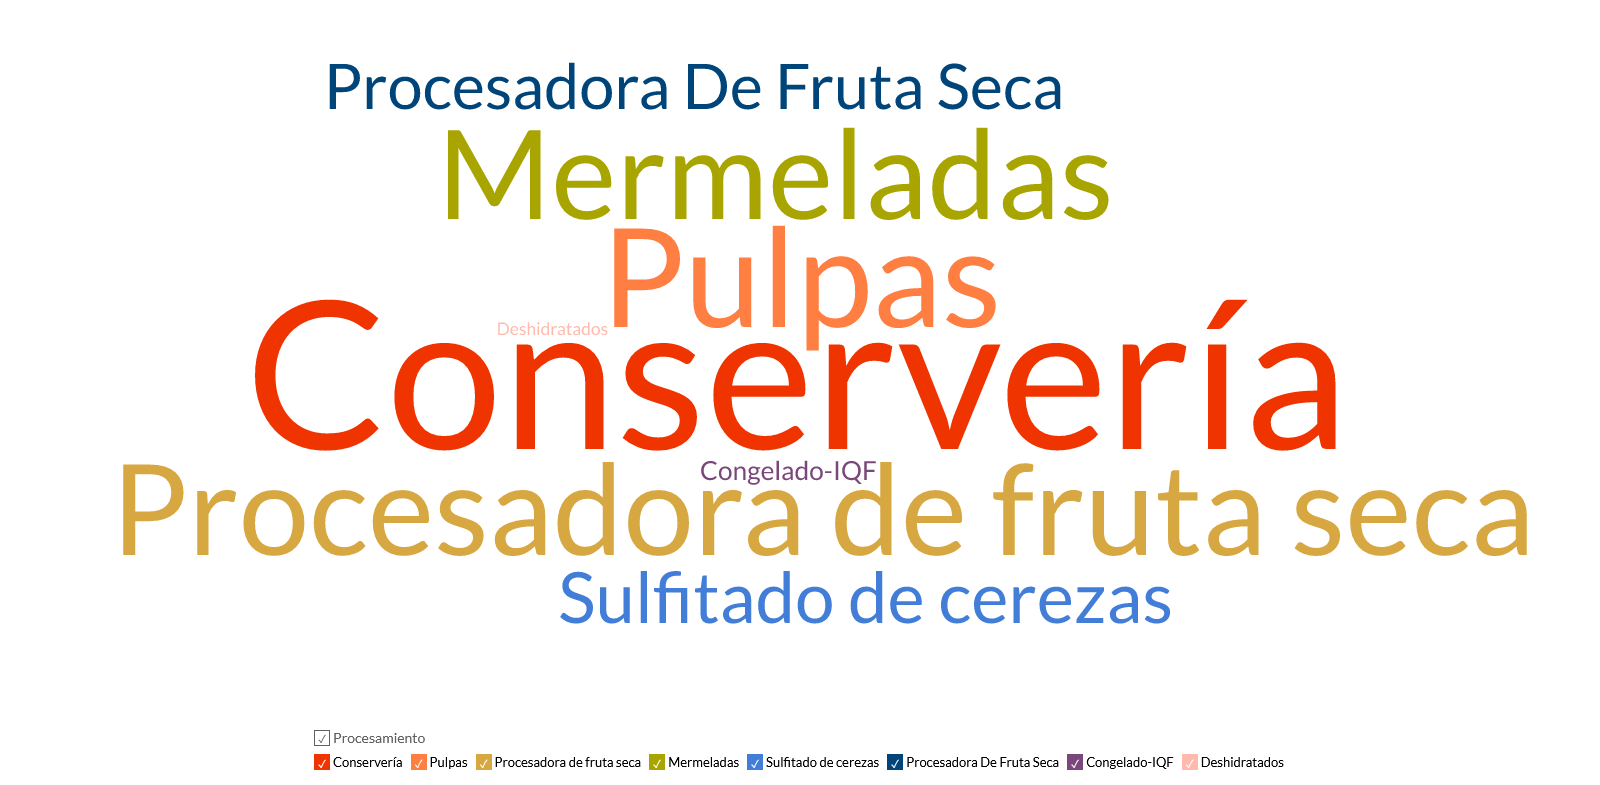 Procesadora De Fruta Seca
Mermeladas
Pulpas
Deshidratados
Conservería
Congelado-IQF
Procesadora de fruta seca
Sulfitado de cerezas
Procesamiento
Conservería Pulpas Procesadora de fruta seca Mermeladas Sulfitado de cerezas Procesadora De Fruta Seca Congelado-IQF Deshidratados